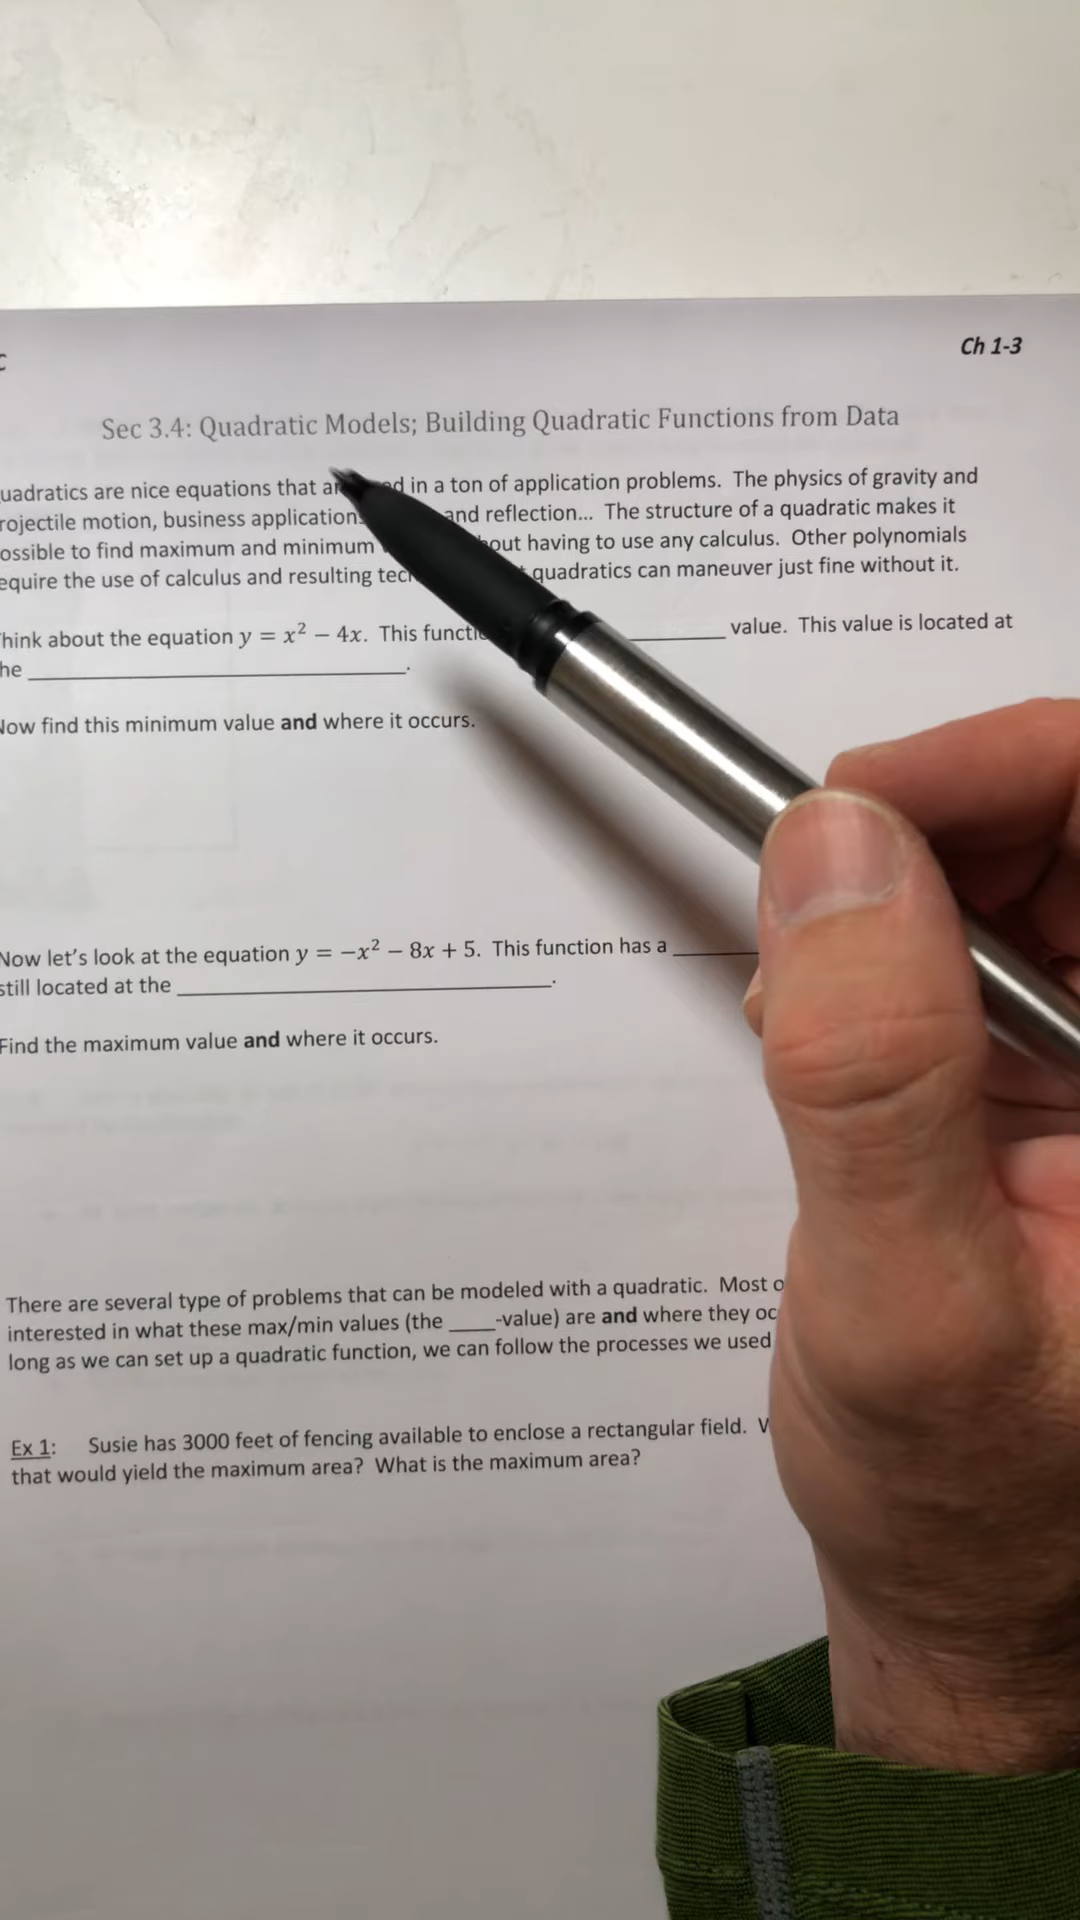 Ch 1-3
Sec 3.4: Quadratic Models; Building Quadratic Functions from Data
uadratics are nice equations that in a ton of application problems. The physics of gravity and
rojectile motion, business application and reflection... The structure of a quadratic makes it
ossible to find maximum and minimum out having to use any calculus. Other polynomials
equire the use of calculus and resulting quadratics can maneuver just fine without it.
hink about the equation y = x² – 4x. This functi ________ value. This value is located at
he ________.
Now find this minimum value and where it occurs.
Now let's look at the equation y = −x² − 8x + 5. This function has a ________
still located at the ________.
Find the maximum value and where it occurs.
There are several type of problems that can be modeled with a quadratic. Most o
interested in what these max/min values (the ____-value) are and where they oc
long as we can set up a quadratic function, we can follow the processes we used
Ex 1: Susie has 3000 feet of fencing available to enclose a rectangular field.
that would yield the maximum area? What is the maximum area?